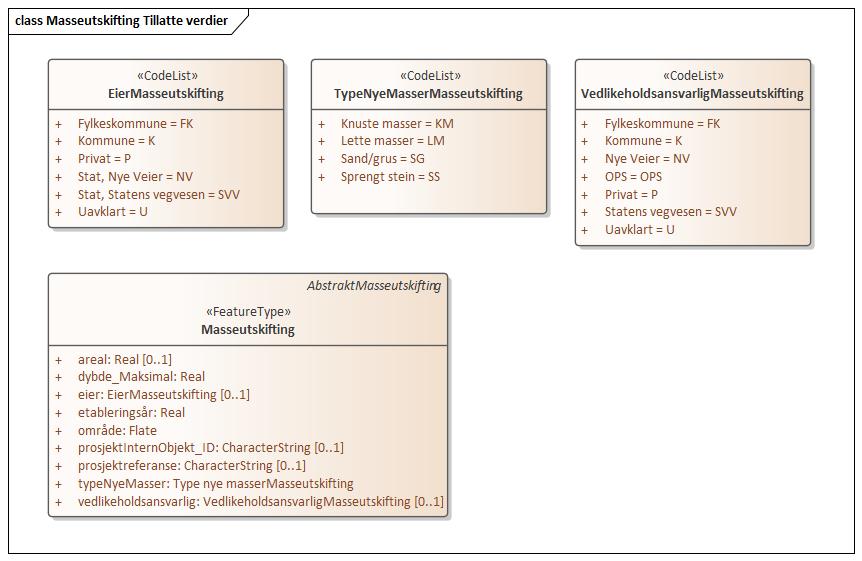 class Masseutskifting Tillatte verdier
«CodeList»
EierMasseutskifting
+ Fylkeskommune = FK
+ Kommune = K
+ Privat = P
+ Stat, Nye Veier = NV
+ Stat, Statens vegvesen = SVV
+ Uavklart = U
«CodeList»
TypeNyeMasserMasseutskifting
+ Knuste masser = KM
+ Lette masser = LM
+ Sand/grus = SG
+ Sprengt stein = SS
«CodeList»
VedlikeholdsansvarligMasseutskifting
+ Fylkeskommune = FK
+ Kommune = K
+ Nye Veier = NV
+ OPS = OPS
+ Privat = P
+ Statens vegvesen = SVV
+ Uavklart = U
AbstraktMasseutskifting
«FeatureType»
Masseutskifting
+ areal: Real [0..1]
+ dybde_Maksimal: Real
+ eier: EierMasseutskifting [0..1]
+ etableringsår: Real
+ område: Flate
+ prosjektInternObjekt_ID: CharacterString [0..1]
+ prosjektreferanse: CharacterString [0..1]
+ typeNyeMasser: Type nye masserMasseutskifting
+ vedlikeholdsansvarlig: VedlikeholdsansvarligMasseutskifting [0..1]